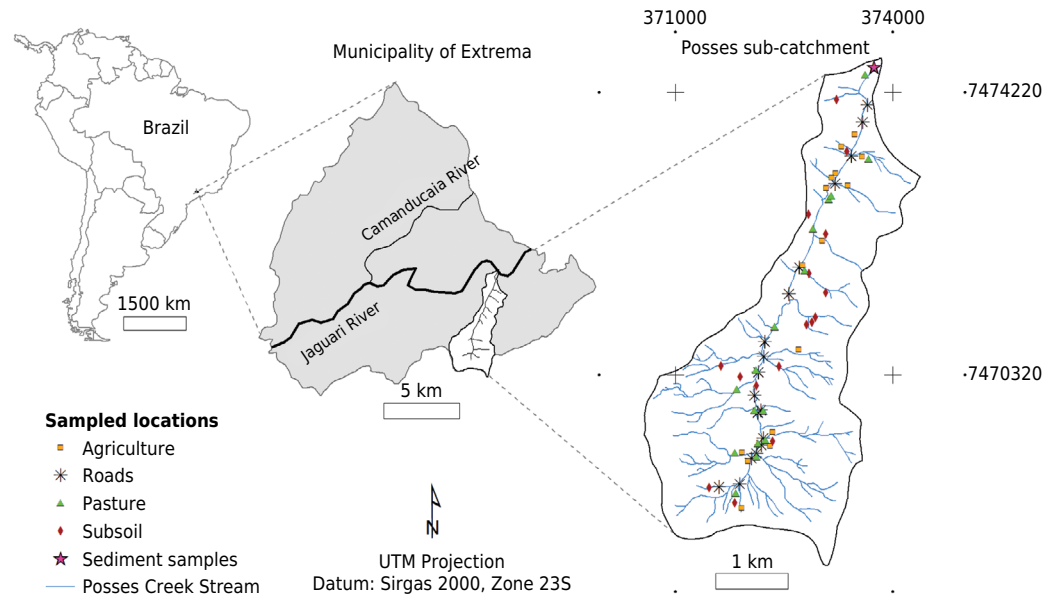 371000
374000
Municipality of Extrema
Posses sub-catchment
7474220
Brazil
Camanducaia River
1500 km
Jaguari River
5 km
7470320
Sampled locations
Agriculture
Roads
Pasture
Subsoil
Sediment samples
Posses Creek Stream
N
UTM Projection
Datum: Sirgas 2000, Zone 23S
1 km